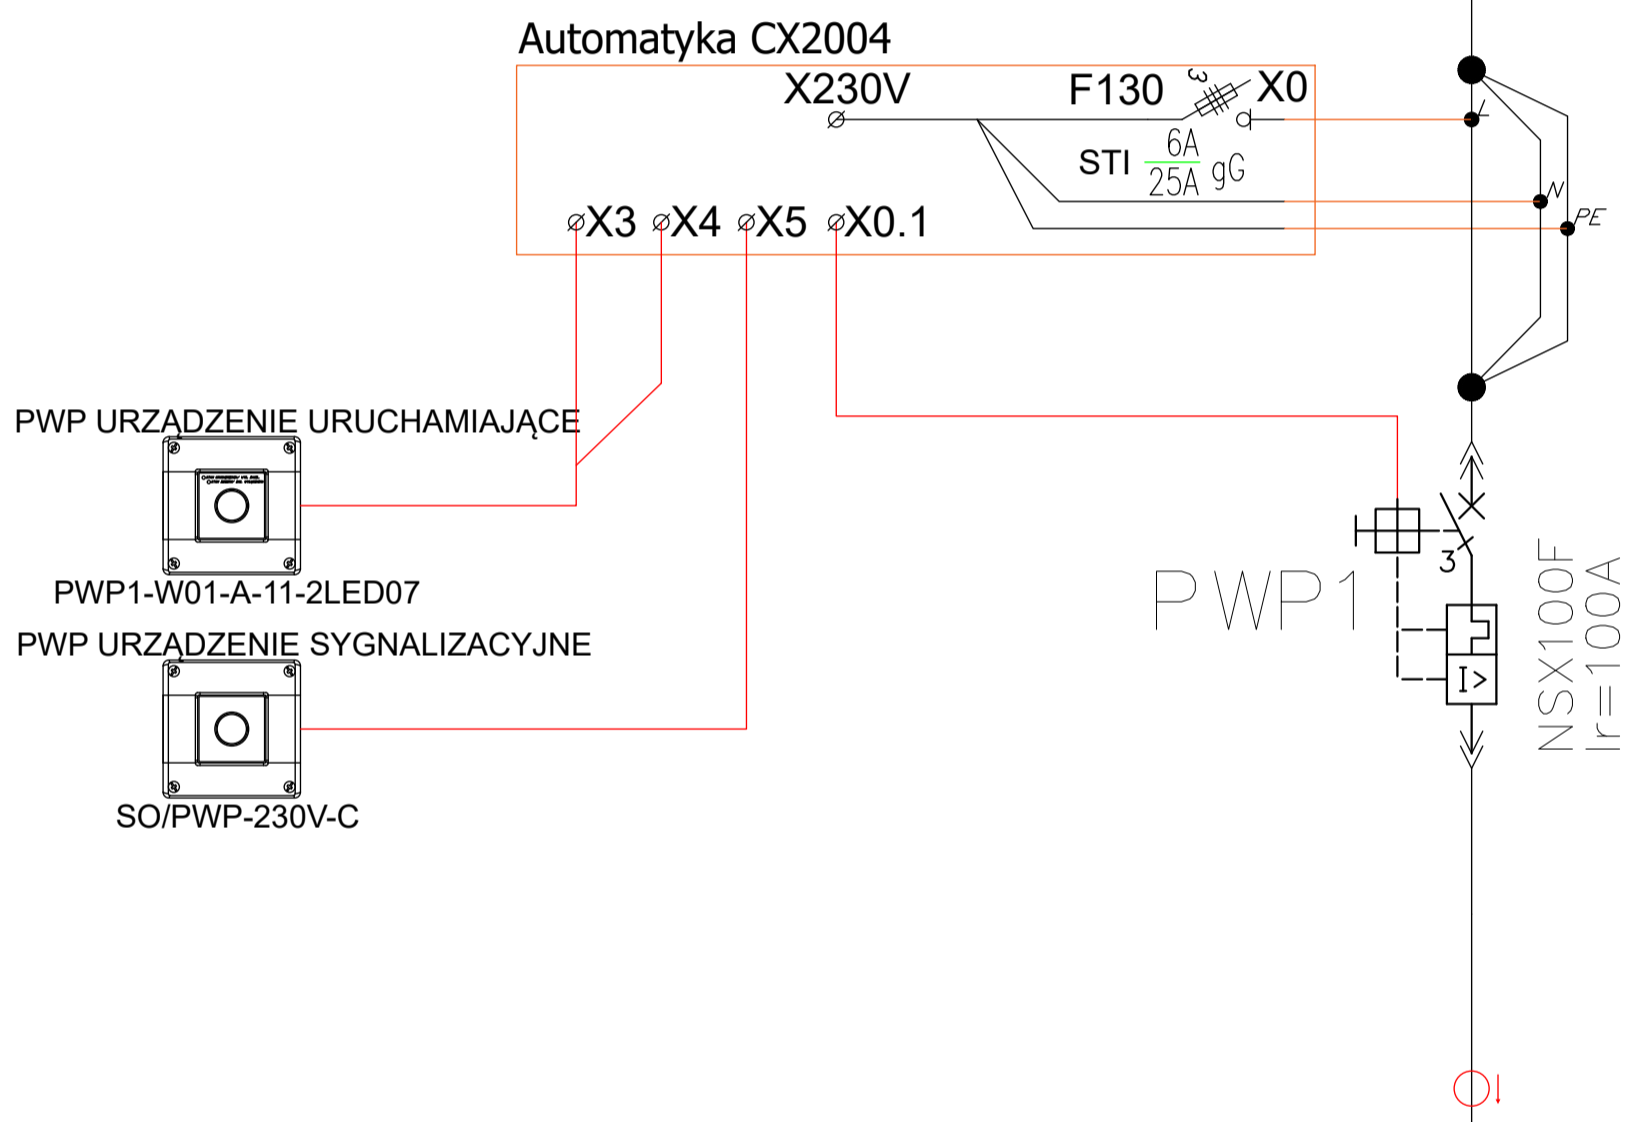 Automatyka CX2004
X230V
F130
3
X0
L
STI 6A
25A gG
N
PE
X3
X4
X5
X0.1
PWP URZĄDZENIE URUCHAMIAJĄCE
PWP1-W01-A-11-2LED07
PWP URZĄDZENIE SYGNALIZACYJNE
SO/PWP-230V-C
PWP1
3
I>
NSX100F
Ir=100A